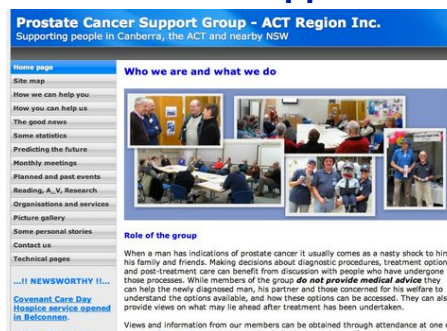 Prostate Cancer Support Group - ACT Region Inc.
Supporting people in Canberra, the ACT and nearby NSW
Home page
Site map
How we can help you
How you can help us
The good news
Some statistics
Predicting the future
Monthly meetings
Planned and past events
Reading, A_V, Research
Organisations and services
Picture gallery
Some personal stories
Contact us
Technical pages
...!! NEWSWORTHY !!...
Covenant Care Day
Hospice service opened
in Belconnen.
Who we are and what we do
Role of the group
When a man has indications of prostate cancer it usually comes as a nasty shock to him
his family and friends. Making decisions about diagnostic procedures, treatment option
and post-treatment care can benefit from discussion with people who have undergone
those processes. While members of the group do not provide medical advice they
can help the newly diagnosed man, his partner and those concerned for his welfare to
understand the options available, and how these options can be accessed. They can als
provide views on what may lie ahead after treatment has been undertaken.
Views and information from our members can be obtained through attendance at one o